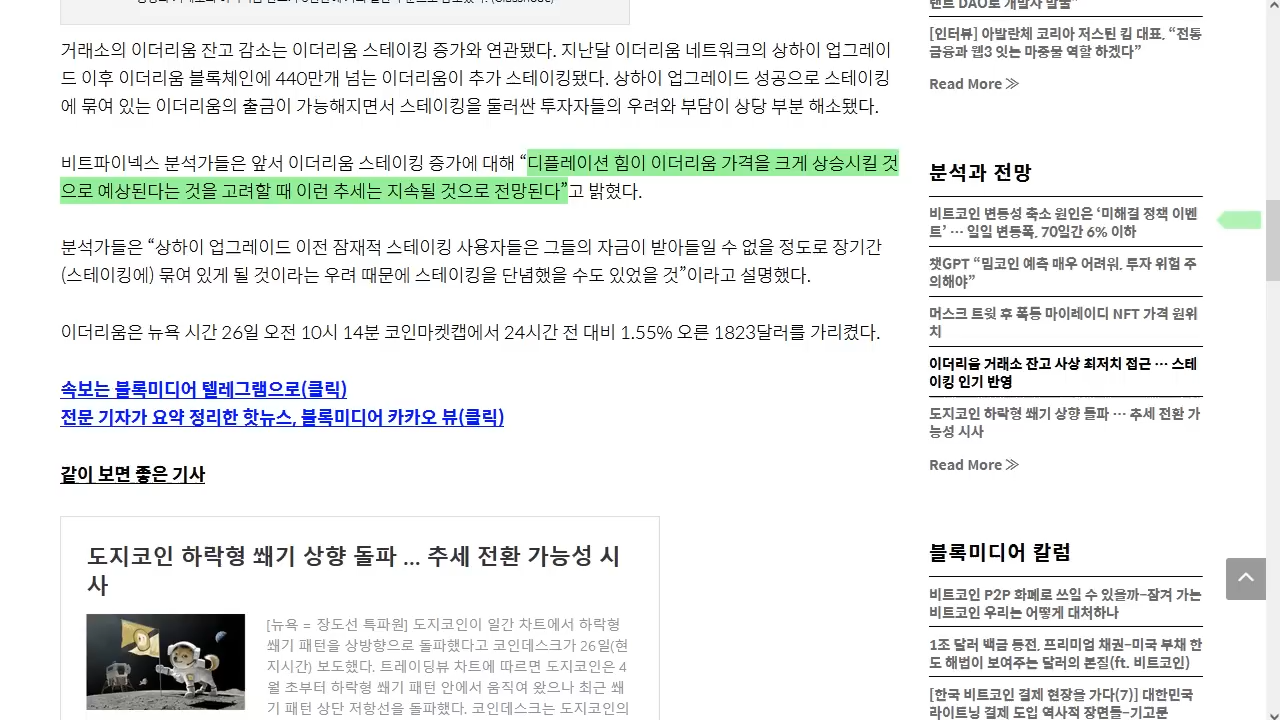 거래소의 이더리움 잔고 감소는 이더리움 스테이킹 증가와 연관됐다. 지난달 이더리움 네트워크의 상하이 업그레이
드 이후 이더리움 블록체인에 440만개 넘는 이더리움이 추가 스테이킹됐다. 상하이 업그레이드 성공으로 스테이킹
에 묶여 있는 이더리움의 출금이 가능해지면서 스테이킹을 둘러싼 투자자들의 우려와 부담이 상당 부분 해소됐다.
비트파이넥스 분석가들은 앞서 이더리움 스테이킹 증가에 대해 “디플레이션 힘이 이더리움 가격을 크게 상승시킬 것
으로 예상된다는 것을 고려할 때 이런 추세는 지속될 것으로 전망된다”고 밝혔다.
분석가들은 “상하이 업그레이드 이전 잠재적 스테이킹 사용자들은 그들의 자금이 받아들일 수 없을 정도로 장기간
(스테이킹에) 묶여 있게 될 것이라는 우려 때문에 스테이킹을 단념했을 수도 있었을 것”이라고 설명했다.
이더리움은 뉴욕 시간 26일 오전 10시 14분 코인마켓캡에서 24시간 전 대비 1.55% 오른 1823달러를 가리켰다.
속보는 블록미디어 텔레그램으로(클릭)
전문 기자가 요약 정리한 핫뉴스, 블록미디어 카카오 뷰(클릭)
같이 보면 좋은 기사
도지코인 하락형 쐐기 상향 돌파 … 추세 전환 가능성 시
사
[뉴욕 = 장도선 특파원] 도지코인이 일간 차트에서 하락형
쐐기 패턴을 상방향으로 돌파했다고 코인데스크가 26일(현
지시간) 보도했다. 트레이딩뷰 차트에 따르면 도지코인은 4
월 초부터 하락형 쐐기 패턴 안에서 움직여 왔으나 최근 쐐
기 패턴 상단 저항선을 돌파했다. 코인데스크는 도지코인의
랜트 DAO로 개발자 발굴”
[인터뷰] 아발란체 코리아 저스틴 킴 대표, “전통
금융과 웹3 잇는 마중물 역할 하겠다”
Read More ≫
분석과 전망
비트코인 변동성 축소 원인은 ‘미해결 정책 이벤
트’ … 일일 변동폭, 70일간 6% 이하
챗GPT “밈코인 예측 매우 어려워, 투자 위험 주
의해야”
머스크 트윗 후 폭등 마이레이디 NFT 가격 원위
치
이더리움 거래소 잔고 사상 최저치 접근 … 스테
이킹 인기 반영
도지코인 하락형 쐐기 상향 돌파 … 추세 전환 가
능성 시사
Read More ≫
블록미디어 칼럼
비트코인 P2P 화폐로 쓰일 수 있을까–잠겨 가는
비트코인 우리는 어떻게 대처하나
1조 달러 백금 동전, 프리미엄 채권–미국 부채 한
도 해법이 보여주는 달러의 본질(ft. 비트코인)
[한국 비트코인 결제 현장을 가다(7)] 대한민국
라이트닝 결제 도입 역사적 장면들–기고문